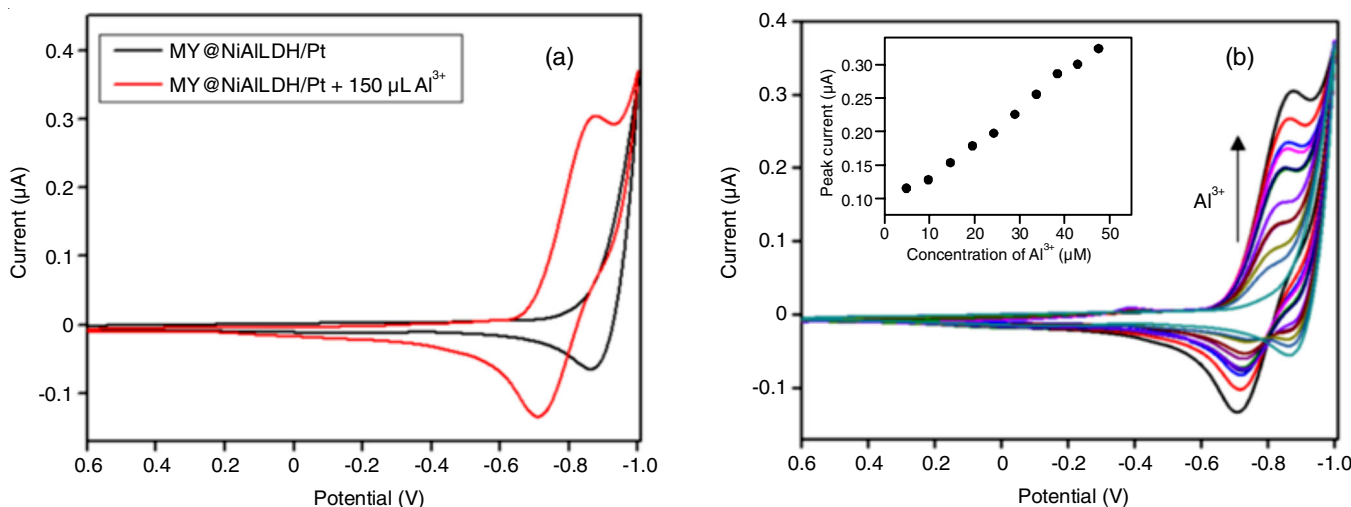 0.4
0.3
0.2
0.1
0
-0.1
Current (µA)
MY@NiAlLDH/Pt
MY@NiAlLDH/Pt + 150 µL Al³⁺
(a)
0.6 0.4 0.2 0 -0.2 -0.4 -0.6 -0.8 -1.0
Potential (V)
0.4
0.3
0.2
0.1
0
-0.1
Current (µA)
(b)
0.30
0.25
0.20
0.15
0.10
Peak current (µA)
0 10 20 30 40 50
Concentration of Al³⁺ (µM)
Al³⁺
0.6 0.4 0.2 0 -0.2 -0.4 -0.6 -0.8 -1.0
Potential (V)